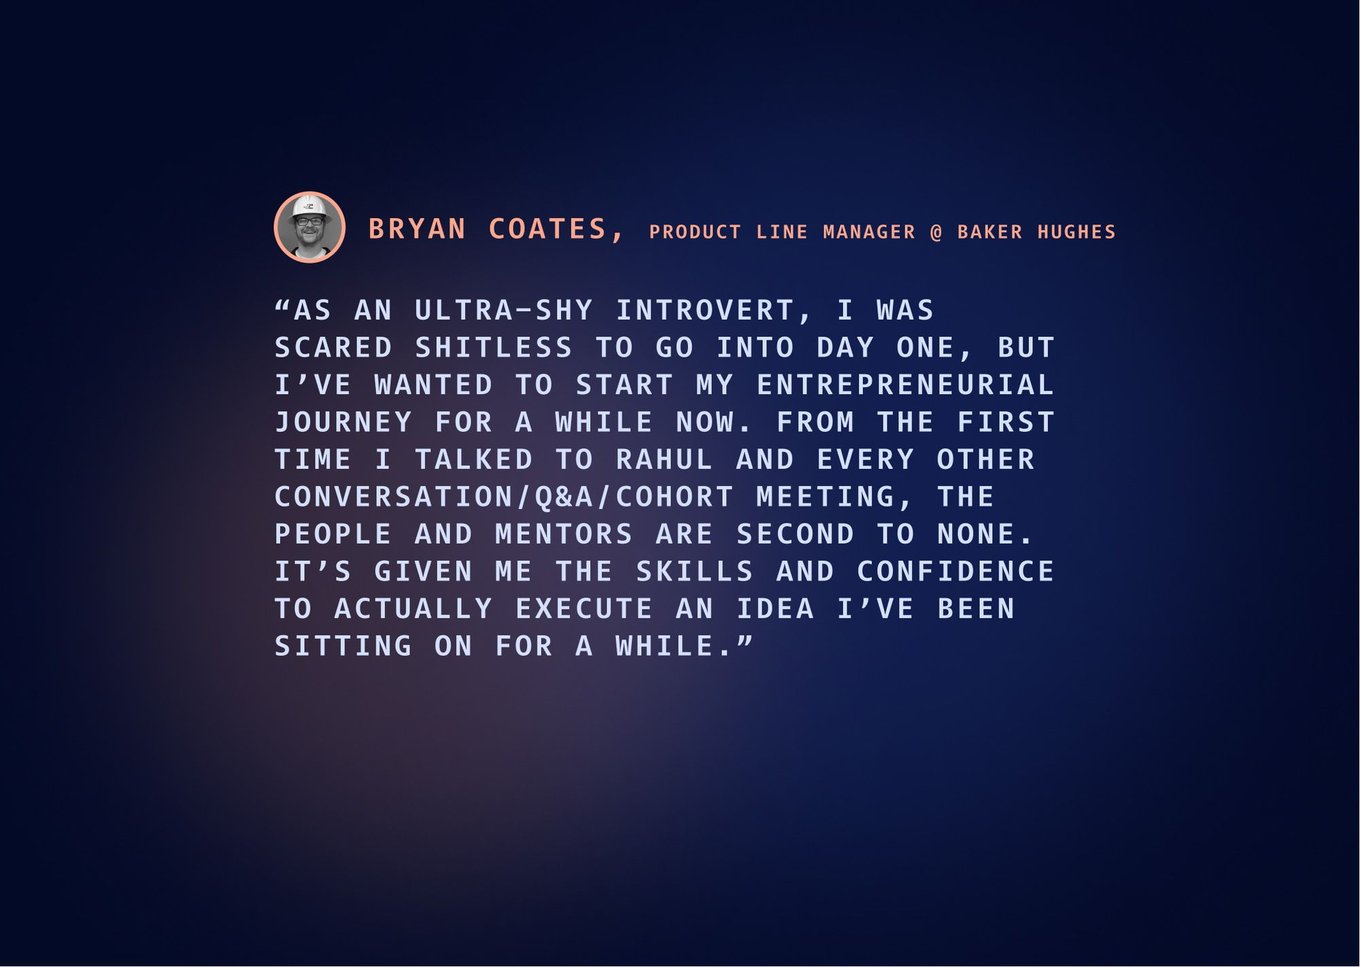 BRYAN COATES, PRODUCT LINE MANAGER @ BAKER HUGHES
“AS AN ULTRA-SHY INTROVERT, I WAS
SCARED SHITLESS TO GO INTO DAY ONE, BUT
I’VE WANTED TO START MY ENTREPRENEURIAL
JOURNEY FOR A WHILE NOW. FROM THE FIRST
TIME I TALKED TO RAHUL AND EVERY OTHER
CONVERSATION/Q&A/COHORT MEETING, THE
PEOPLE AND MENTORS ARE SECOND TO NONE.
IT’S GIVEN ME THE SKILLS AND CONFIDENCE
TO ACTUALLY EXECUTE AN IDEA I’VE BEEN
SITTING ON FOR A WHILE.”